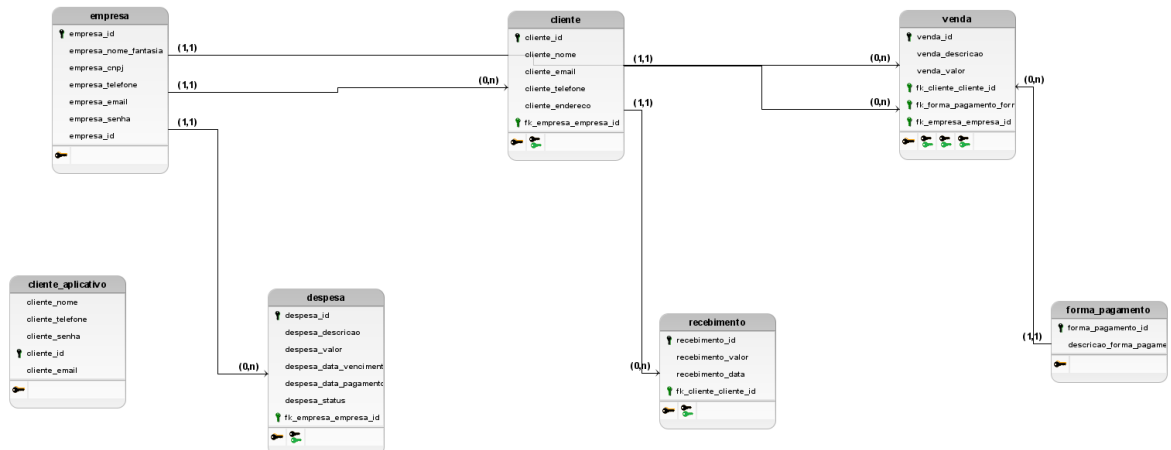 empresa
empresa_id
empresa_nome_fantasia
empresa_cnpj
empresa_telefone
empresa_email
empresa_senha
empresa_id
(1,1)
(1,1)
(1,1)
(0,n)
cliente
cliente_id
cliente_nome
cliente_email
cliente_telefone
cliente_endereco
fk_empresa_empresa_id
(1,1)
(1,1)
(0,n)
venda
venda_id
venda_descricao
venda_valor
fk_cliente_cliente_id
fk_forma_pagamento_forr
fk_empresa_empresa_id
(0,n)
cliente_aplicativo
cliente_nome
cliente_telefone
cliente_senha
cliente_id
cliente_email
despesa
despesa_id
despesa_descricao
despesa_valor
despesa_data_venciment
despesa_data_pagamento
despesa_status
fk_empresa_empresa_id
(0,n)
recebimento
recebimento_id
recebimento_valor
recebimento_data
fk_cliente_cliente_id
(0,n)
forma_pagamento
forma_pagamento_id
descricao_forma_pagame
(1,1)